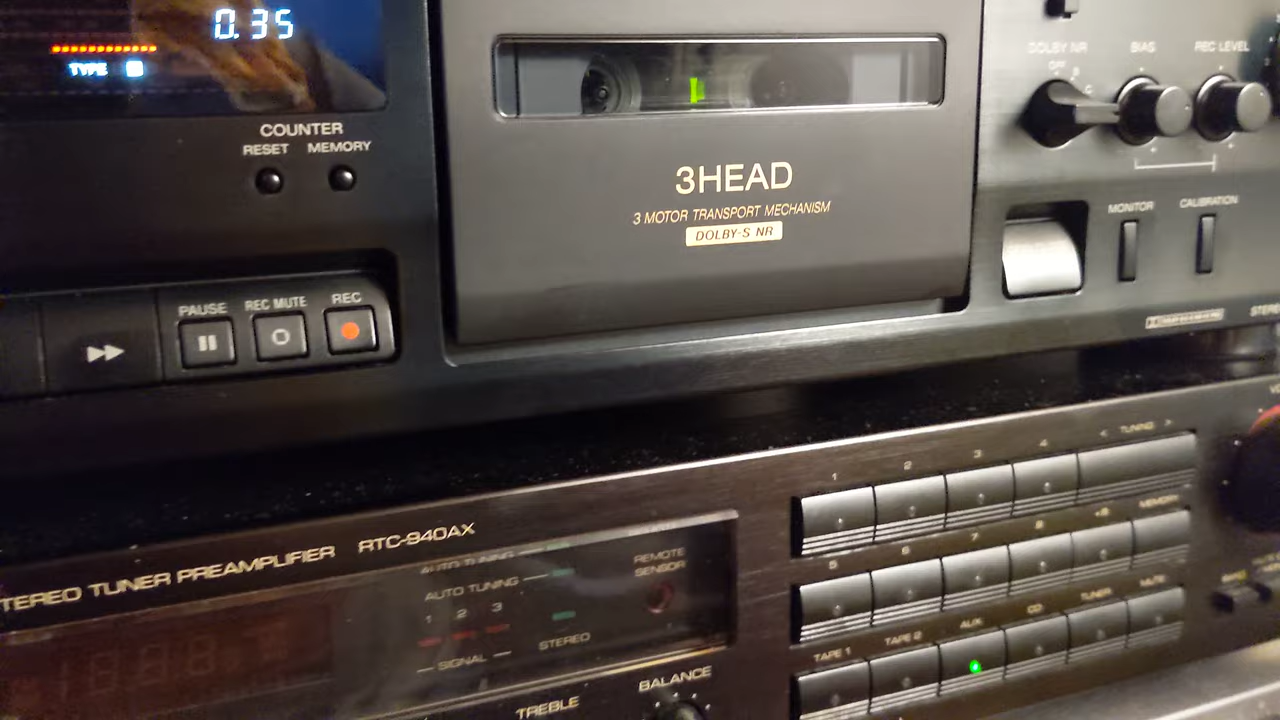 0.35
TYPE
COUNTER
RESET MEMORY
PAUSE REC MUTE REC
3HEAD
3 MOTOR TRANSPORT MECHANISM
DOLBY-S NR
DOLBY NR BIAS REC LEVEL
OFF B C
MONITOR CALIBRATION
TEREO TUNER PREAMPLIFIER RTC-940AX
AUTO TUNING
AUTO TUNING
1 2 3
SIGNAL
STEREO
REMOTE
SENSOR
TREBLE
BALANCE
1 2 3 4 < TUNING >
5 6 7 8 MEMORY
TAPE 1 TAPE 2 AUX CD TUNER MUTE